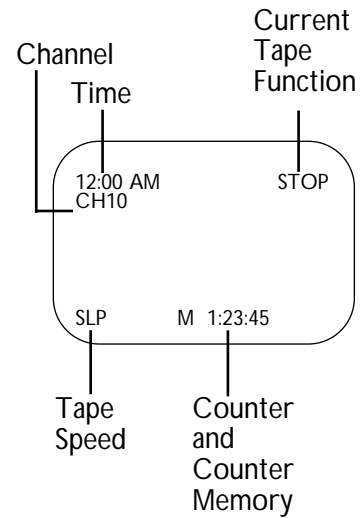 Current
Tape
Function
Channel
Time
12:00 AM
STOP
CH10
SLP
M 1:23:45
Tape
Speed
Counter
and
Counter
Memory